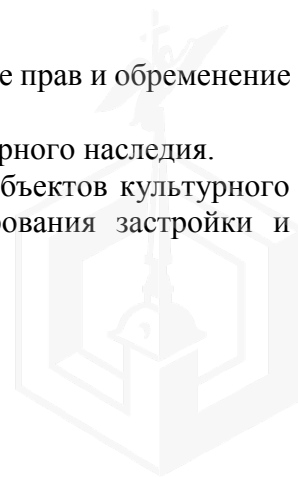 е прав и обременение
рного наследия.
бъектов культурного
ования застройки и